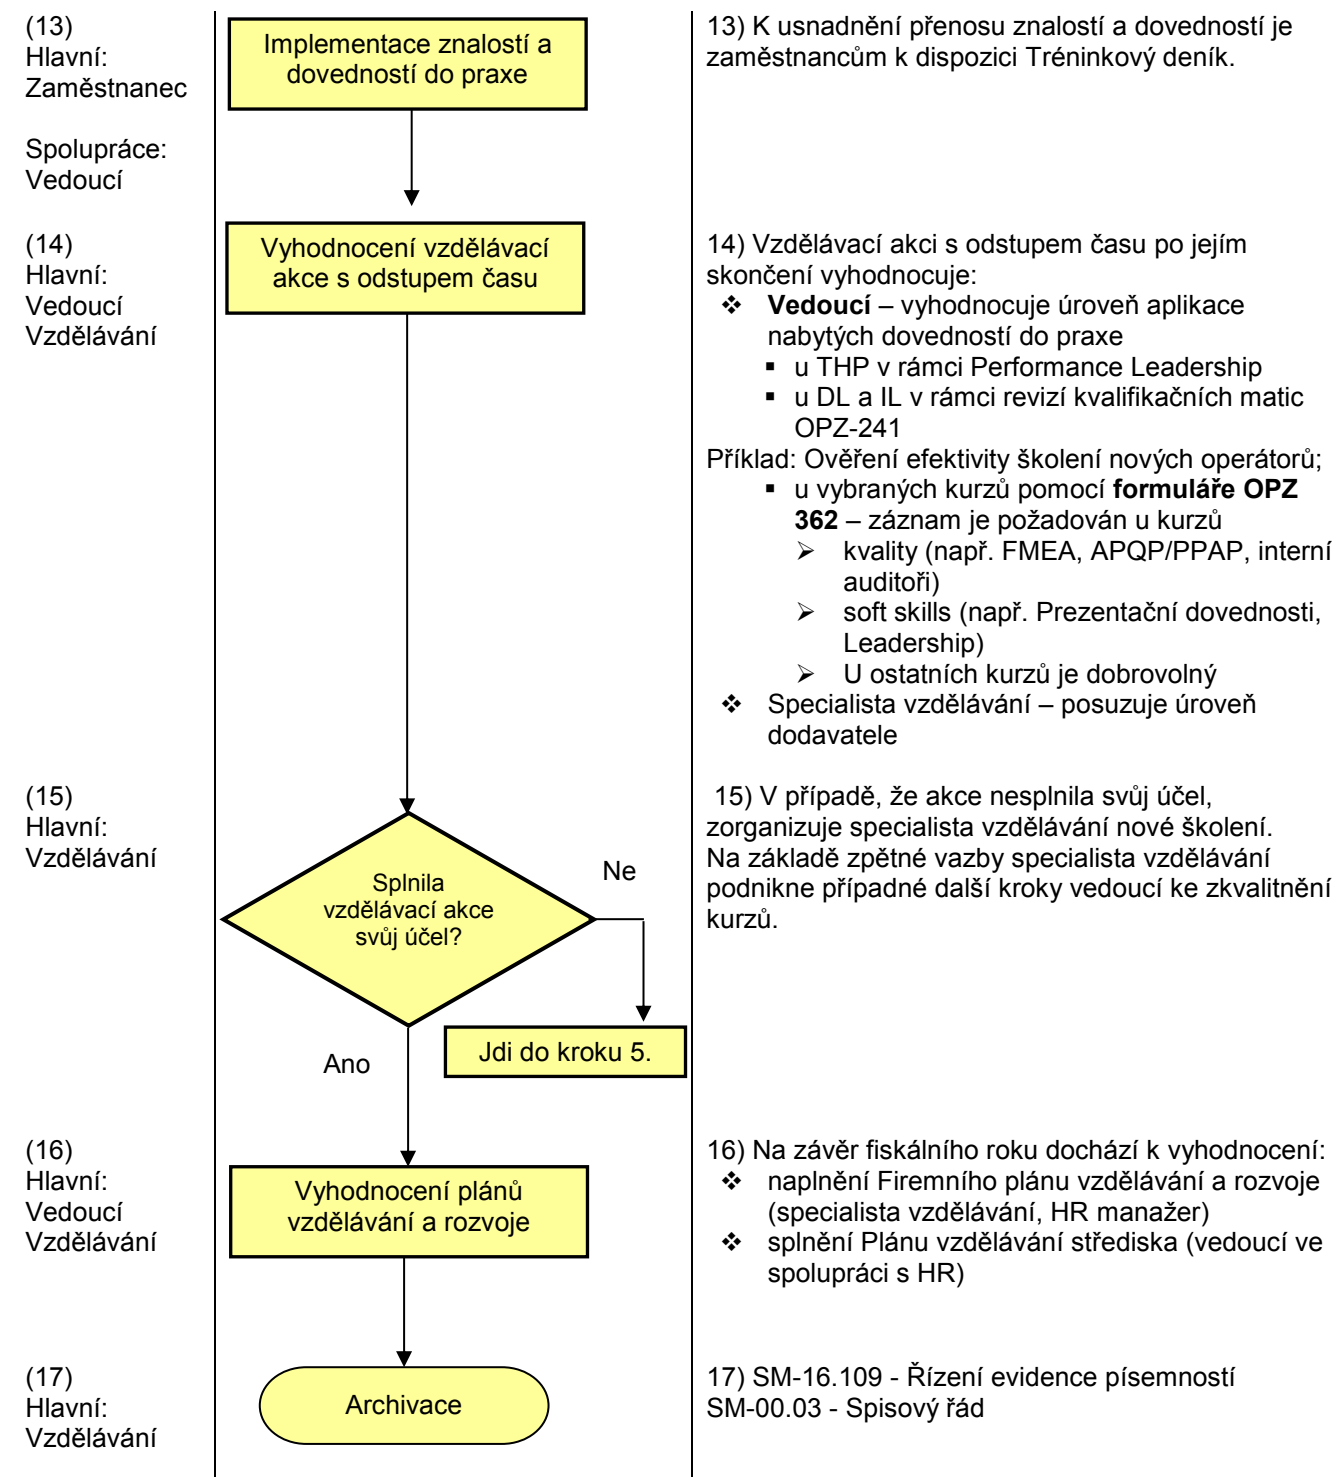 (13)
Hlavní:
Zaměstnanec
Spolupráce:
Vedoucí
Implementace znalostí a
dovedností do praxe
13) K usnadnění přenosu znalostí a dovedností je
zaměstnancům k dispozici Tréninkový deník.
(14)
Hlavní:
Vedoucí
Vzdělávání
Vyhodnocení vzdělávací
akce s odstupem času
14) Vzdělávací akci s odstupem času po jejím
skončení vyhodnocuje:
❖ Vedoucí – vyhodnocuje úroveň aplikace
nabytých dovedností do praxe
▪ u THP v rámci Performance Leadership
▪ u DL a IL v rámci revizí kvalifikačních matic
OPZ-241
Příklad: Ověření efektivity školení nových operátorů;
▪ u vybraných kurzů pomocí formuláře OPZ
362 – záznam je požadován u kurzů
➢ kvality (např. FMEA, APQP/PPAP, interní
auditoři)
➢ soft skills (např. Prezentační dovednosti,
Leadership)
➢ U ostatních kurzů je dobrovolný
❖ Specialista vzdělávání – posuzuje úroveň
dodavatele
(15)
Hlavní:
Vzdělávání
Splnila
vzdělávací akce
svůj účel?
Ne
Jdi do kroku 5.
Ano
15) V případě, že akce nesplnila svůj účel,
zorganizuje specialista vzdělávání nové školení.
Na základě zpětné vazby specialista vzdělávání
podnikne případné další kroky vedoucí ke zkvalitnění
kurzů.
(16)
Hlavní:
Vedoucí
Vzdělávání
Vyhodnocení plánů
vzdělávání a rozvoje
16) Na závěr fiskálního roku dochází k vyhodnocení:
❖ naplnění Firemního plánu vzdělávání a rozvoje
(specialista vzdělávání, HR manažer)
❖ splnění Plánu vzdělávání střediska (vedoucí ve
spolupráci s HR)
(17)
Hlavní:
Vzdělávání
Archivace
17) SM-16.109 - Řízení evidence písemností
SM-00.03 - Spisový řád